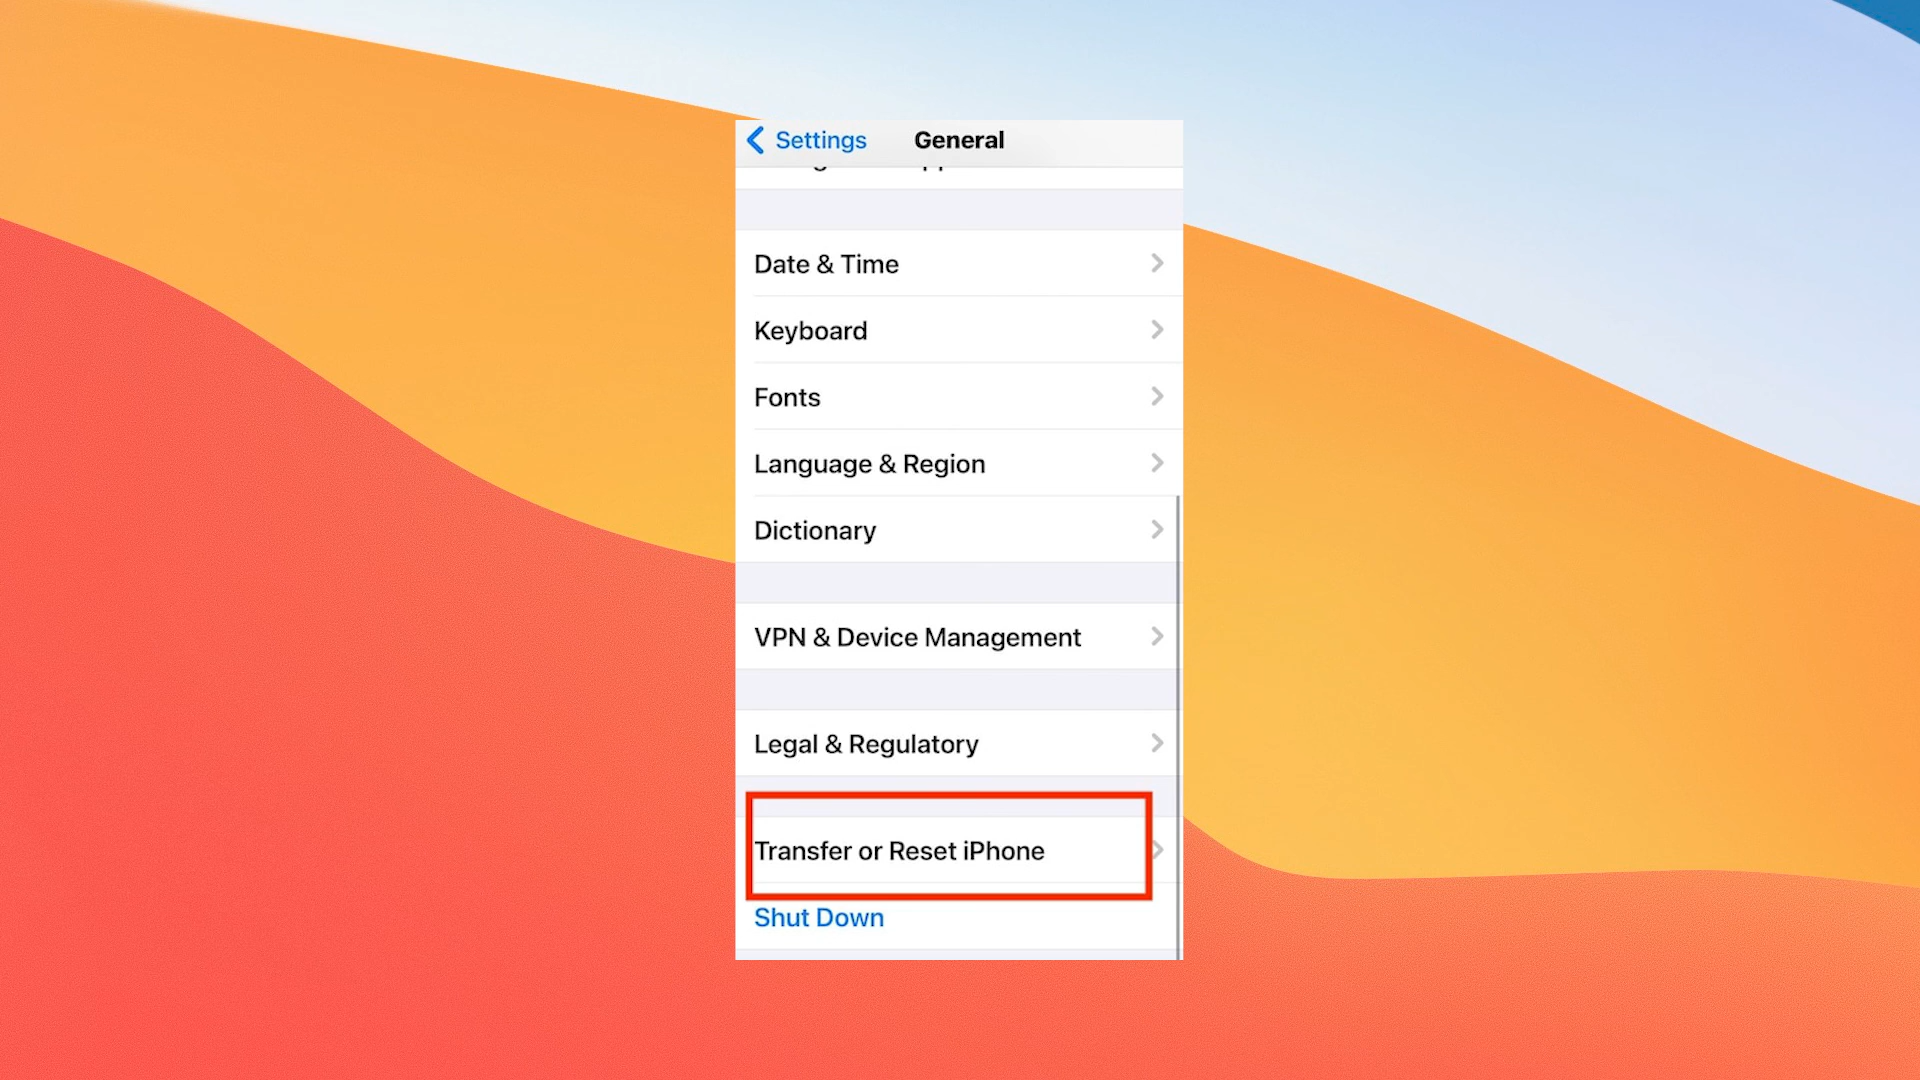 Settings
General
Date & Time
Keyboard
Fonts
Language & Region
Dictionary
VPN & Device Management
Legal & Regulatory
Transfer or Reset iPhone
Shut Down